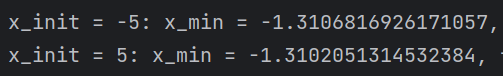 x_init = -5: x_min = -1.3106816926171057,
x_init = 5: x_min = -1.3102051314532384,